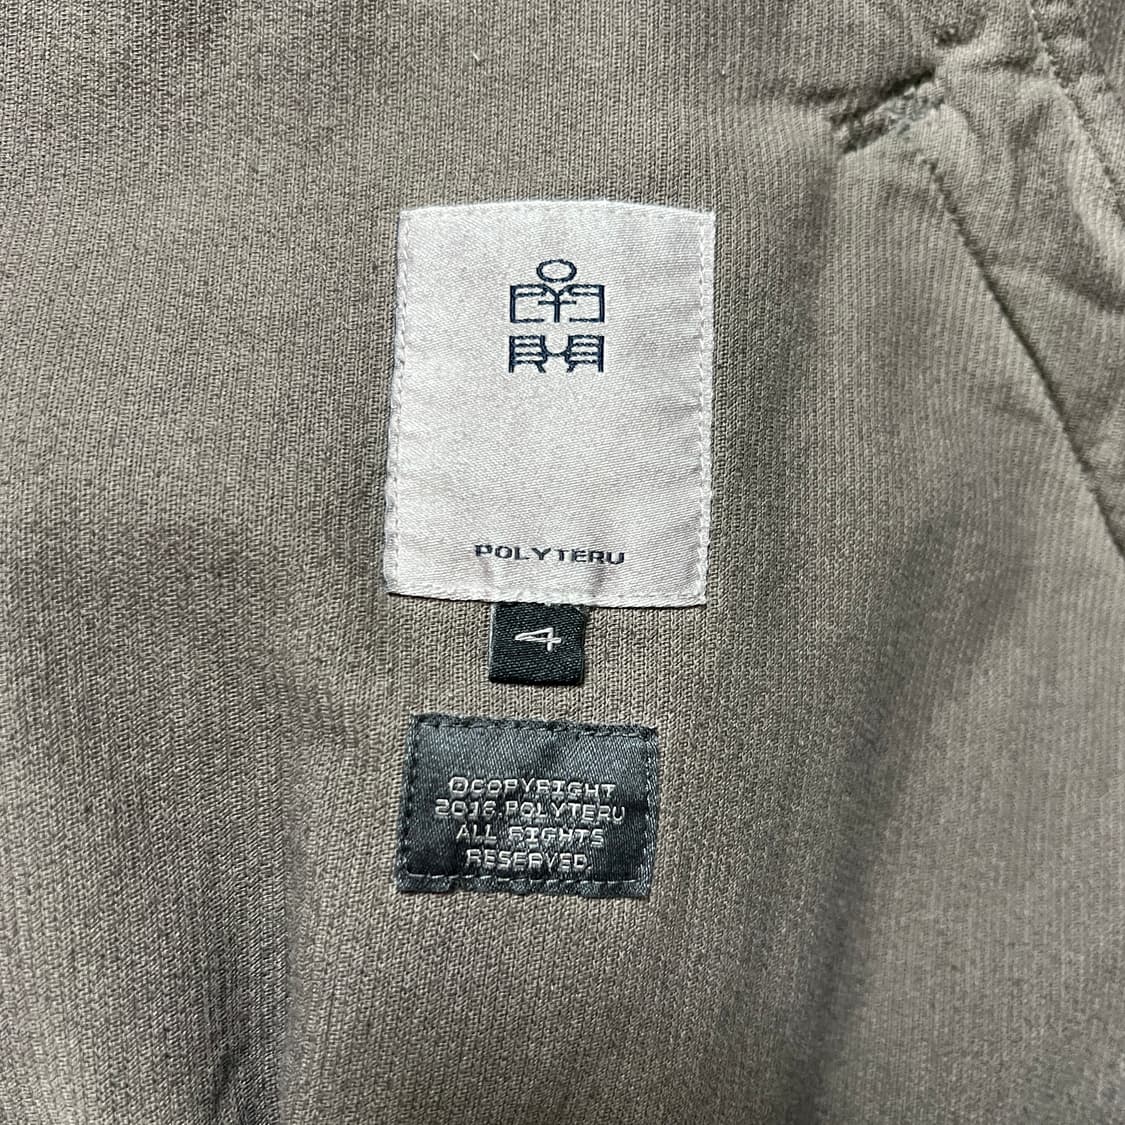 POLYTERU
4
©COPYRIGHT
2016.POLYTERU
ALL RIGHTS
RESERVED.